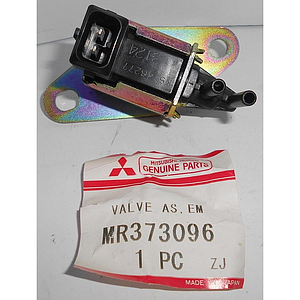 MITSUBISHI
GENUINE PARTS
VALVE AS, EM
MR373096
1 PC ZJ
MADE IN JAPAN